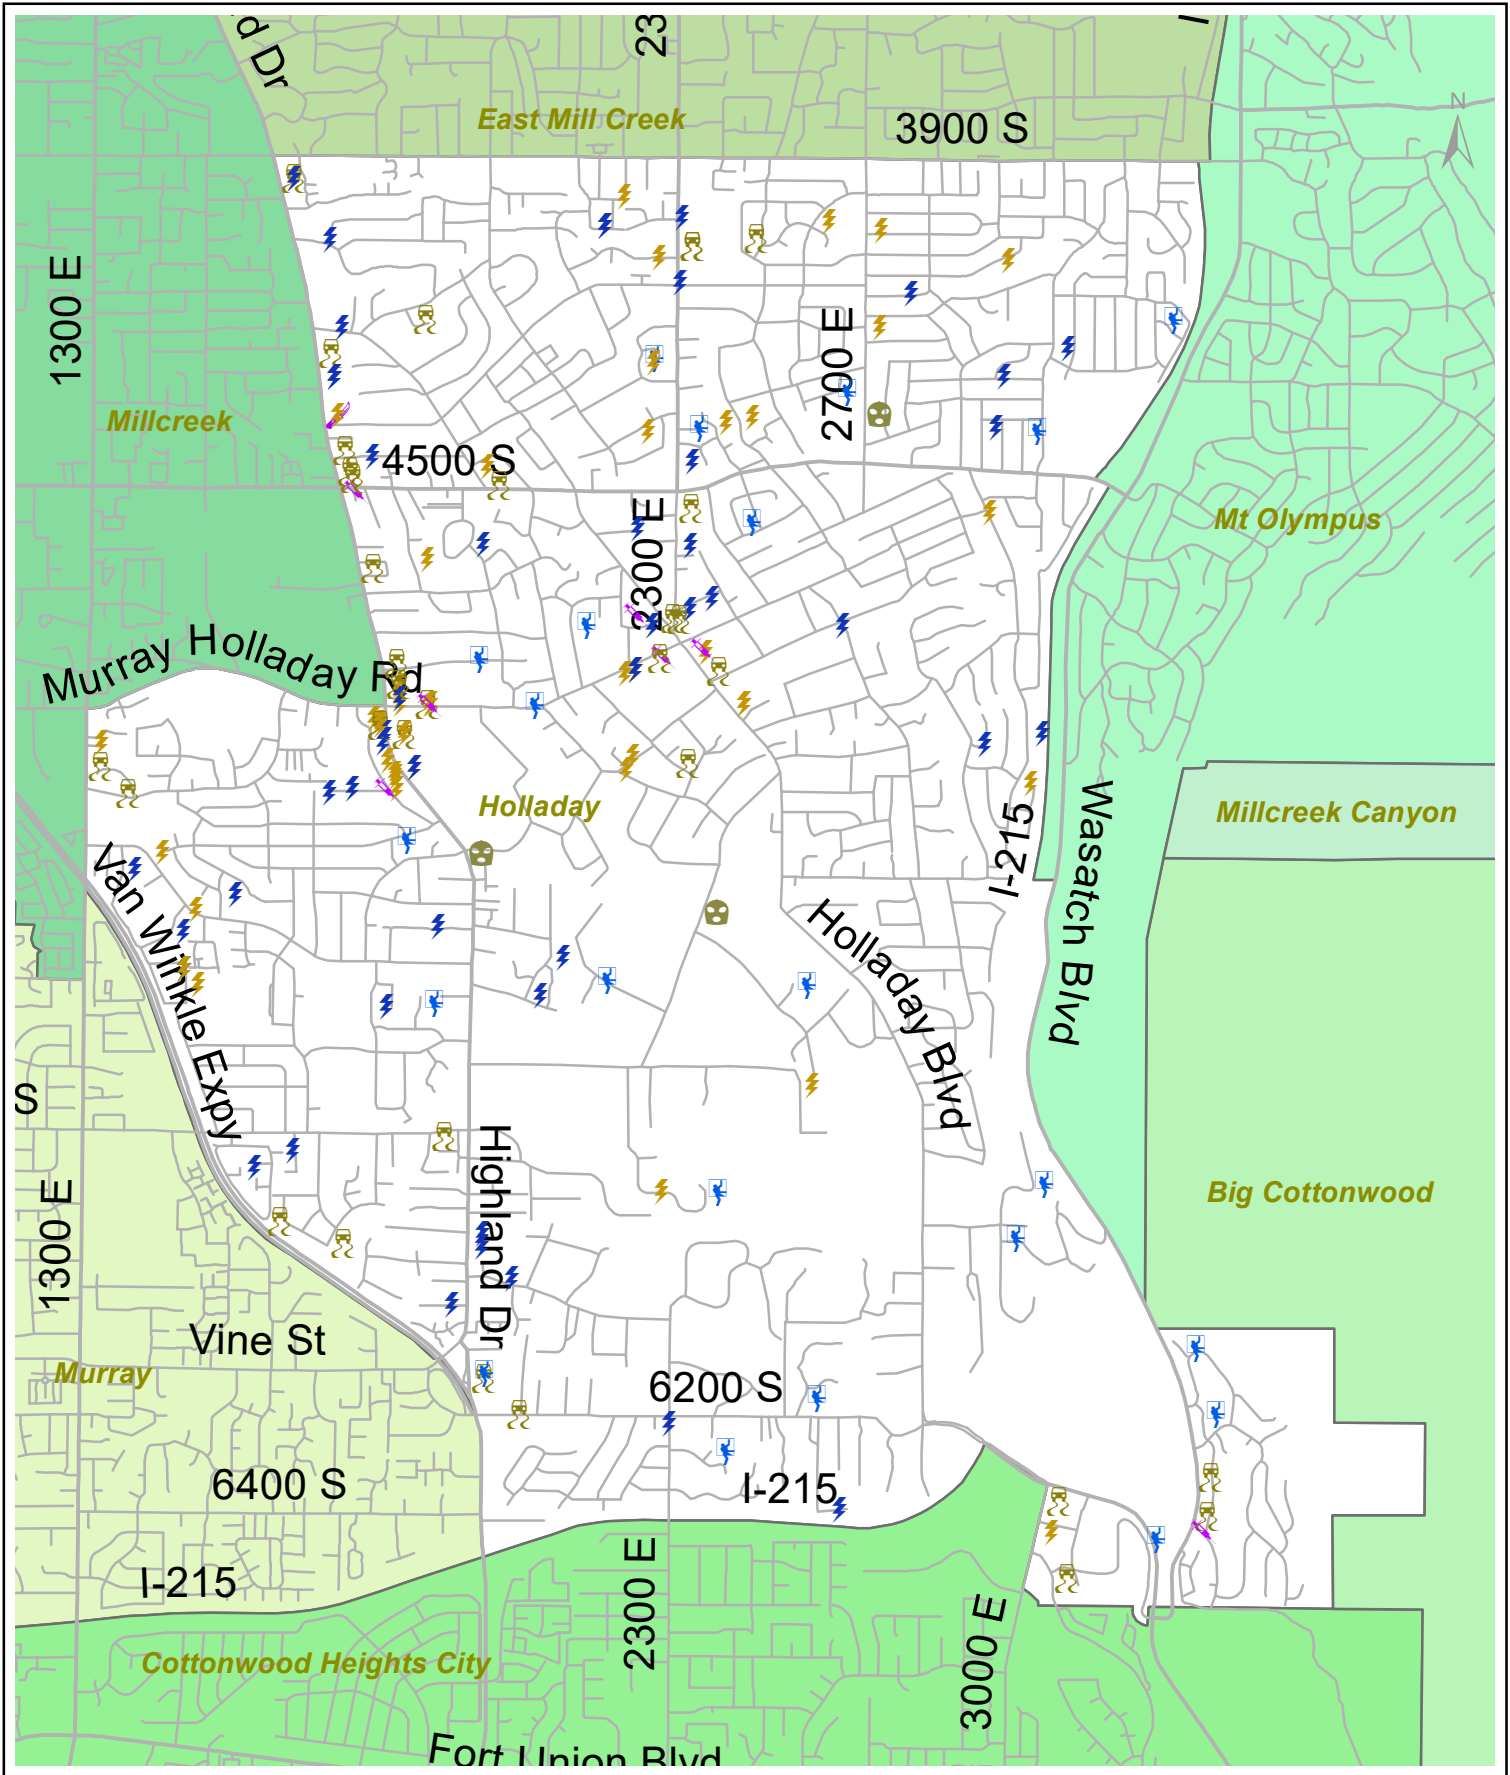 d Dr
23
East Mill Creek
3900 S
N
1300 E
2700 E
Millcreek
4500 S
2300 E
Mt Olympus
Murray Holladay Rd
Holladay
Millcreek Canyon
I-215
Wasatch Blvd
Van Winkle Expy
Holladay Blvd
S
Highland Dr
1300 E
Big Cottonwood
Vine St
Murray
6200 S
6400 S
I-215
I-215
2300 E
3000 E
Cottonwood Heights City
Fort Union Blvd